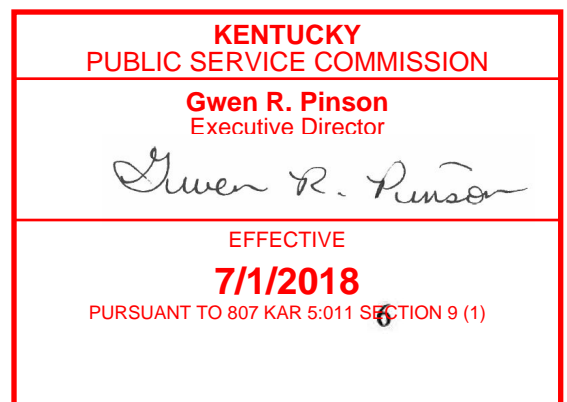 KENTUCKY
PUBLIC SERVICE COMMISSION
Gwen R. Pinson
Executive Director
Gwen R. Pinson
EFFECTIVE
7/1/2018
PURSUANT TO 807 KAR 5:011 SECTION 9 (1)
6